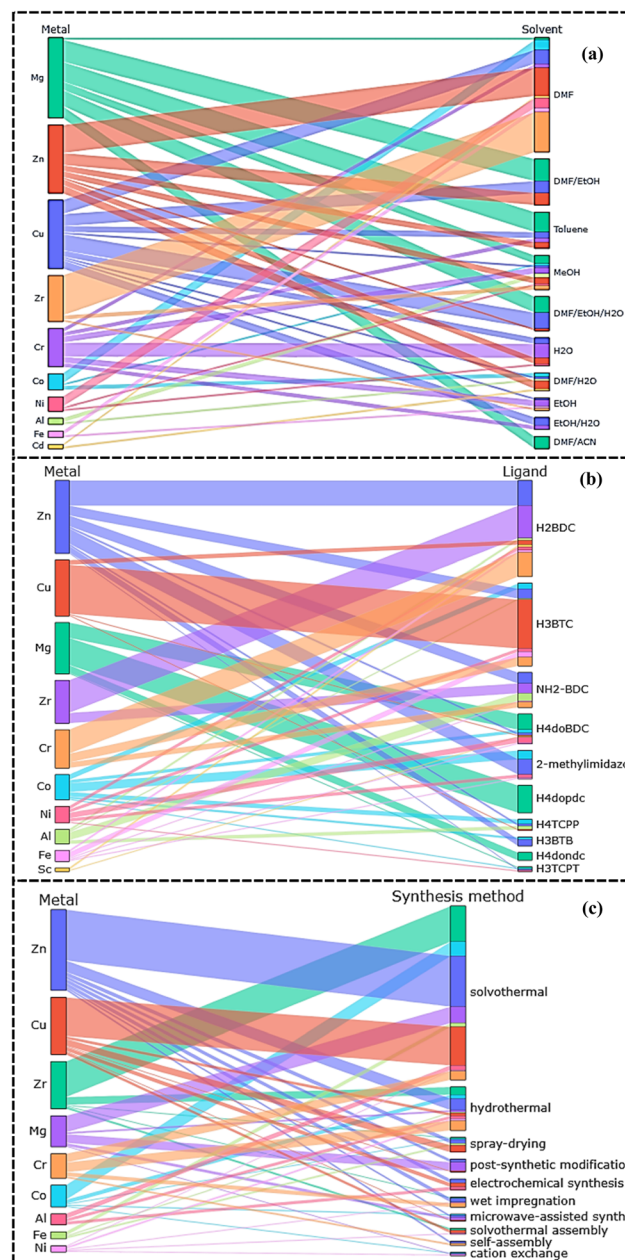 Metal
Solvent
(a)
Mg
Zn
Cu
Zr
Cr
Co
Ni
Al
Fe
Cd
DMF
DMF/EtOH
Toluene
MeOH
DMF/EtOH/H2O
H2O
DMF/H2O
EtOH
EtOH/H2O
DMF/ACN
Metal
Ligand
(b)
Zn
Cu
Mg
Zr
Cr
Co
Ni
Al
Fe
Sc
H2BDC
H3BTC
NH2-BDC
H4doBDC
2-methylimidazo
H4dopdc
H4TCPP
H3BTB
H4dondc
H3TCPT
Metal
Synthesis method
(c)
Zn
Cu
Zr
Mg
Cr
Co
Al
Fe
Ni
solvothermal
hydrothermal
spray-drying
post-synthetic modification
electrochemical synthesis
wet impregnation
microwave-assisted synth
solvothermal assembly
self-assembly
cation exchange